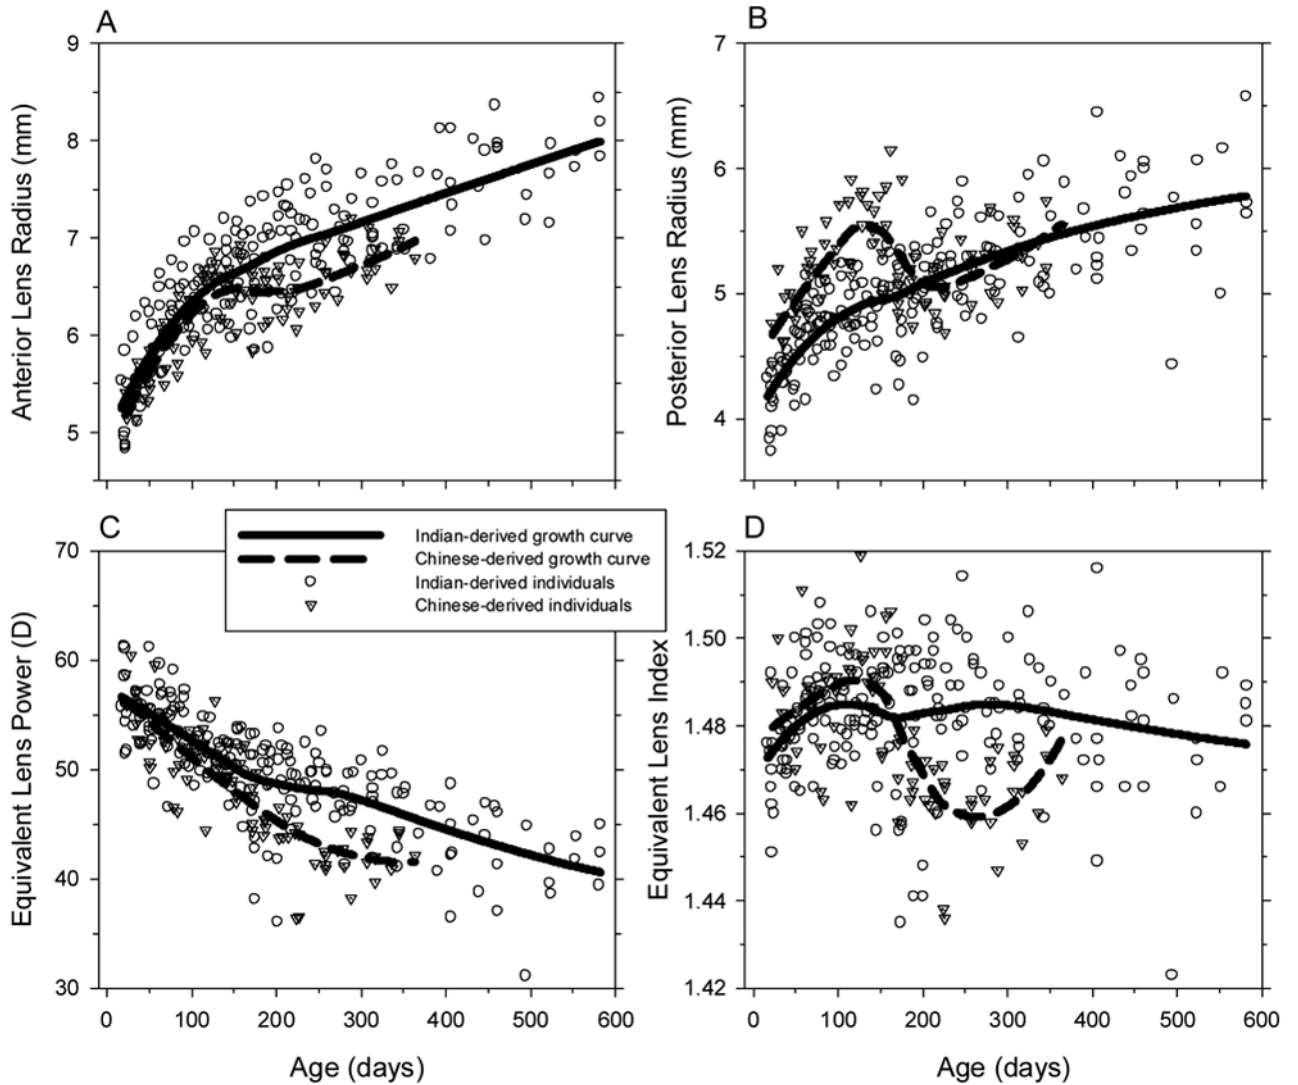 A
B
9
8
7
6
5
Anterior Lens Radius (mm)
7
6
5
4
Posterior Lens Radius (mm)
C
D
Indian-derived growth curve
Chinese-derived growth curve
Indian-derived individuals
Chinese-derived individuals
70
60
50
40
30
Equivalent Lens Power (D)
1.52
1.50
1.48
1.46
1.44
1.42
Equivalent Lens Index
0 100 200 300 400 500 600
0 100 200 300 400 500 600
Age (days)
Age (days)